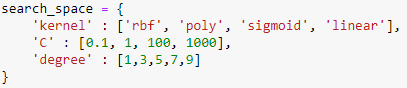 search_space = {
    'kernel' : ['rbf', 'poly', 'sigmoid', 'linear'],
    'C' : [0.1, 1, 100, 1000],
    'degree' : [1,3,5,7,9]
}